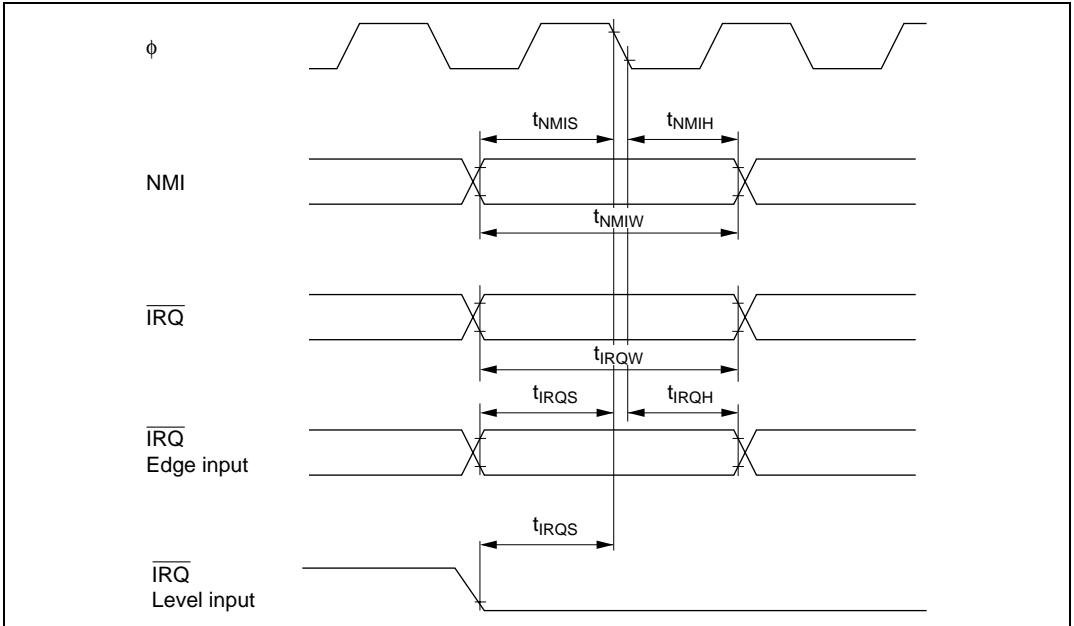 ϕ
tNMIS
tNMIH
NMI
tNMIW
IRQ
tIRQW
tIRQS
tIRQH
IRQ
Edge input
tIRQS
IRQ
Level input